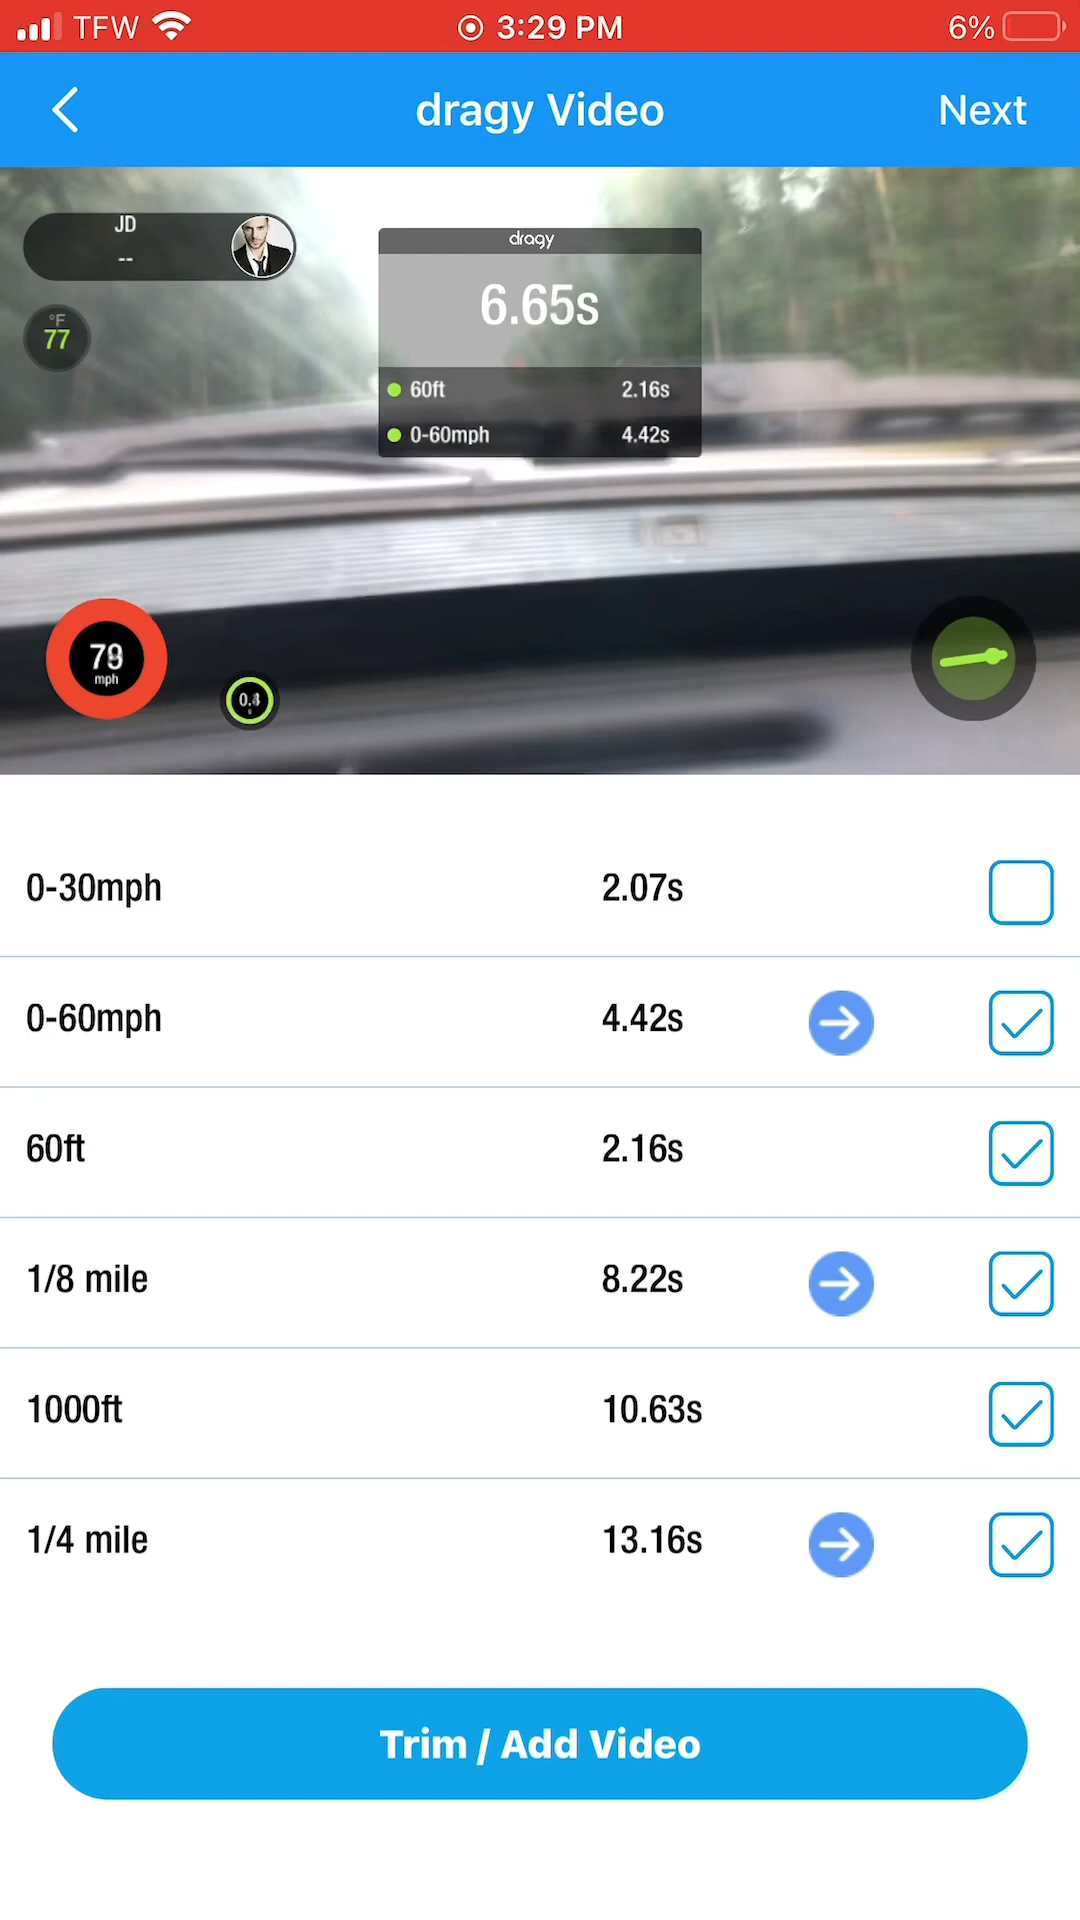 TFW 3:29 PM 6%
dragy Video Next
JD
--
°F
77
dragy
6.65s
60ft 2.16s
0-60mph 4.42s
mph
0-30mph 2.07s
0-60mph 4.42s
60ft 2.16s
1/8 mile 8.22s
1000ft 10.63s
1/4 mile 13.16s
Trim / Add Video